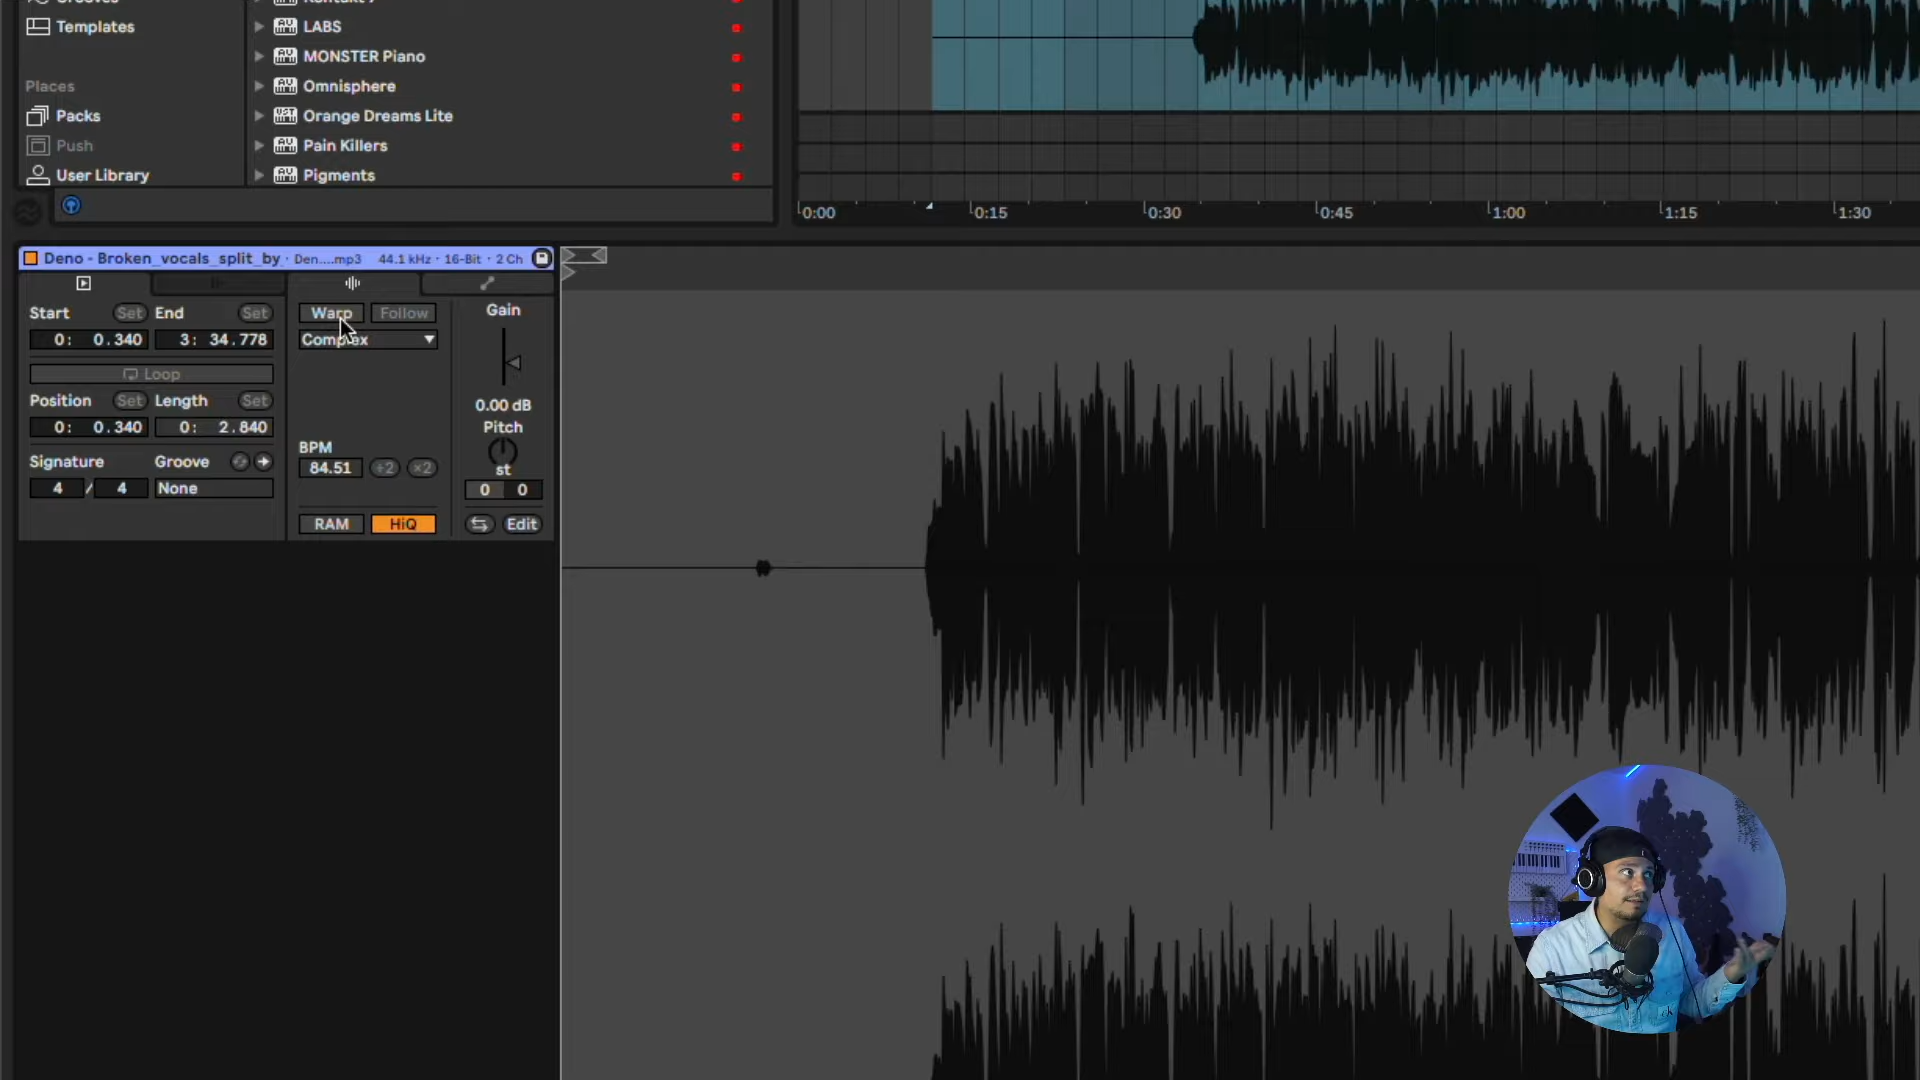 Grooves
Templates
Places
Packs
Push
User Library
Kontakt 7
LABS
MONSTER Piano
Omnisphere
Orange Dreams Lite
Pain Killers
Pigments
0:00 0:15 0:30 0:45 1:00 1:15 1:30
Deno - Broken_vocals_split_by_ · Den....mp3 44.1 kHz · 16-Bit · 2 Ch
Start Set End Set
0: 0.340 3: 34.778
Loop
Position Set Length Set
0: 0.340 0: 2.840
Signature Groove
4 / 4 None
Warp Follow
Complex
BPM
84.51 ÷2 ×2
RAM HiQ
Gain
0.00 dB
Pitch
st
0 0
Edit